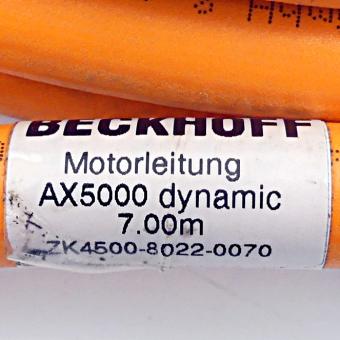 BECKHOFF
Motorleitung
AX5000 dynamic
7.00m
ZK4500-8022-0070